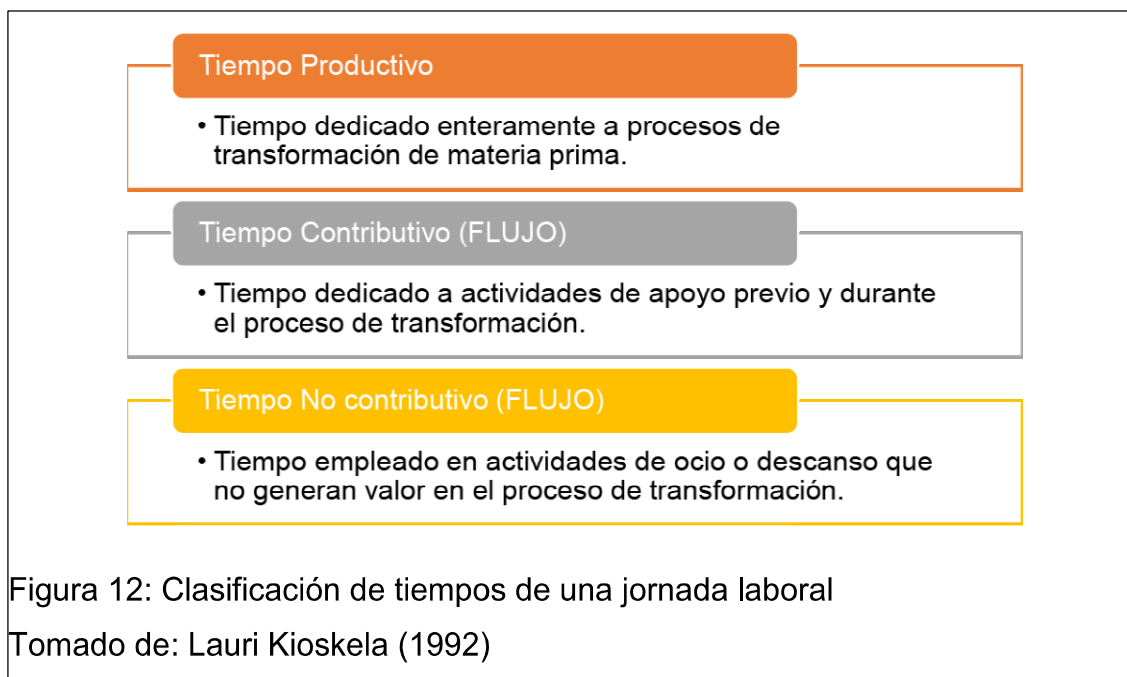 Tiempo Productivo
• Tiempo dedicado enteramente a procesos de
transformación de materia prima.
Tiempo Contributivo (FLUJO)
• Tiempo dedicado a actividades de apoyo previo y durante
el proceso de transformación.
Tiempo No contributivo (FLUJO)
• Tiempo empleado en actividades de ocio o descanso que
no generan valor en el proceso de transformación.
Figura 12: Clasificación de tiempos de una jornada laboral
Tomado de: Lauri Kioskela (1992)